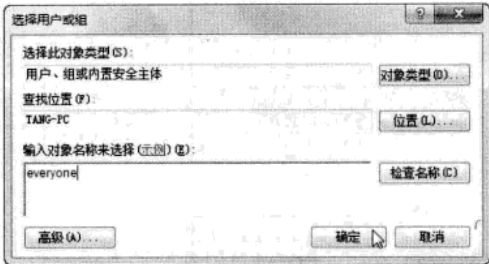 选择用户或组
选择此对象类型(S):
用户、组或内置安全主体
对象类型(O)...
查找位置(F):
TANG-PC
位置(L)...
输入对象名称来选择(示例)(E):
everyone
检查名称(C)
高级(A)...
确定
取消